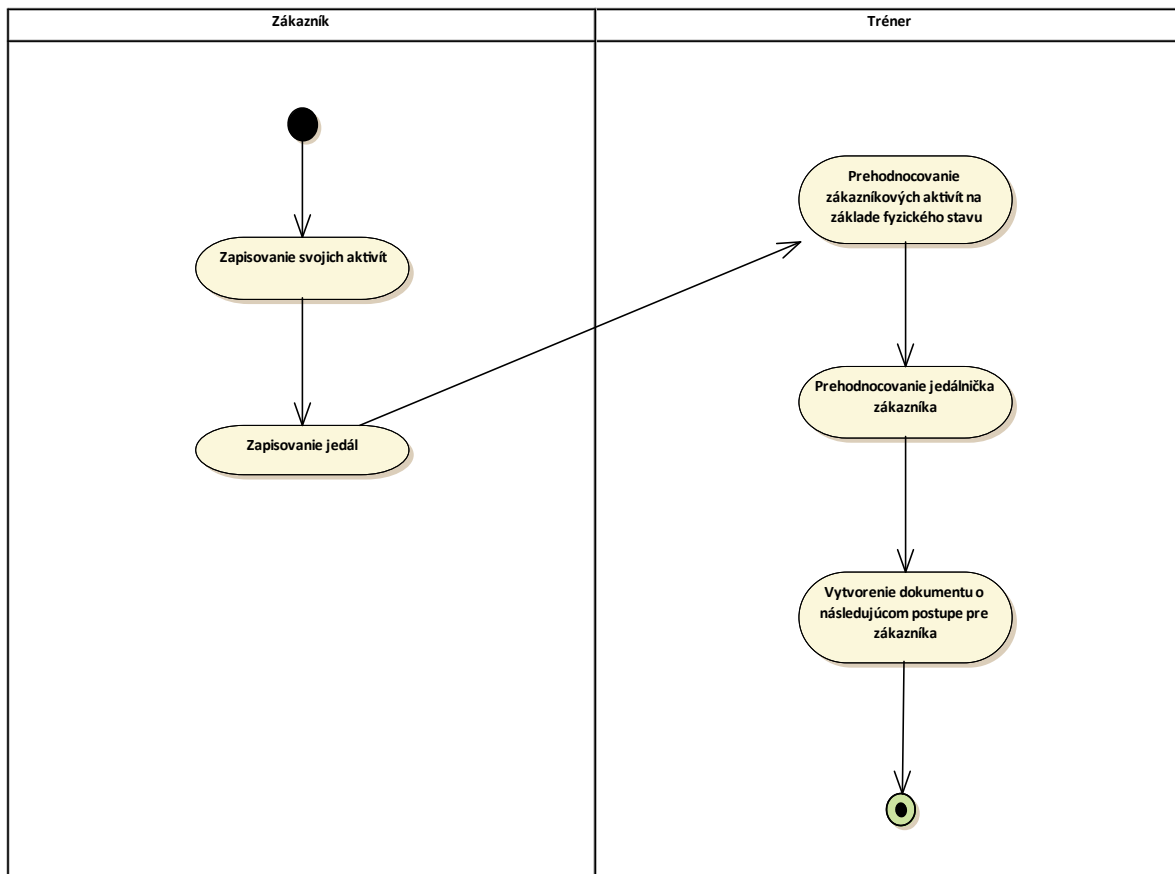 Zákazník
Tréner
Zapisovanie svojich aktivít
Zapisovanie jedál
Prehodnocovanie
zákazníkových aktivít na
základe fyzického stavu
Prehodnocovanie jedálnička
zákazníka
Vytvorenie dokumentu o
následujúcom postupe pre
zákazníka